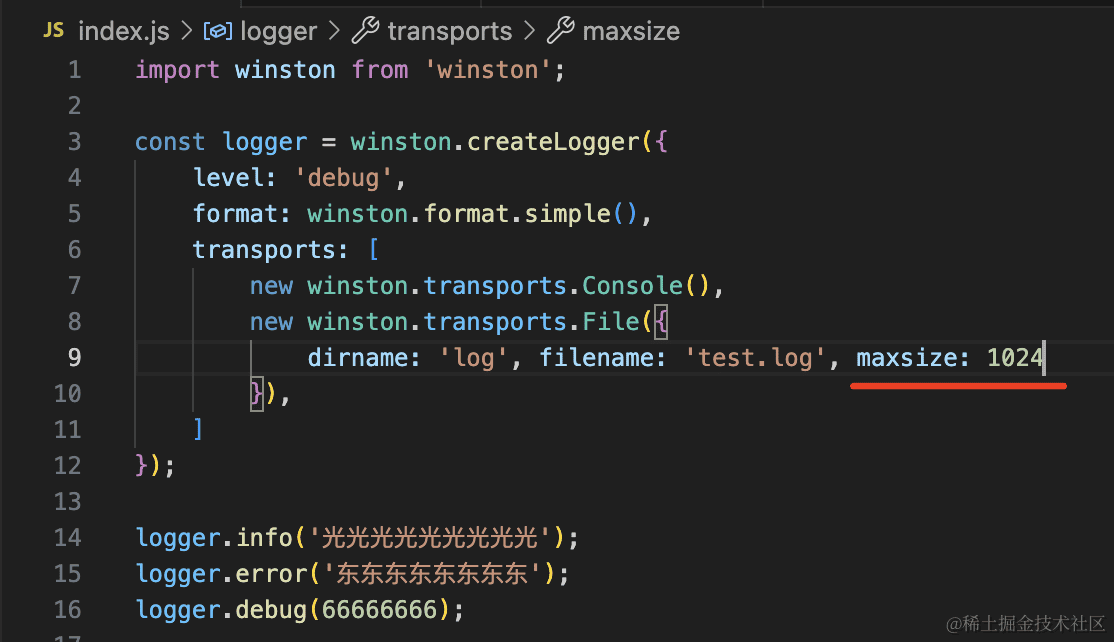 JS index.js > logger > transports > maxsize
1 import winston from 'winston';
2
3 const logger = winston.createLogger({
4 level: 'debug',
5 format: winston.format.simple(),
6 transports: [
7 new winston.transports.Console(),
8 new winston.transports.File({
9 dirname: 'log', filename: 'test.log', maxsize: 1024
10 }),
11 ]
12 });
13
14 logger.info('光光光光光光光光光');
15 logger.error('东东东东东东东东');
16 logger.debug(66666666);
17
@稀土掘金技术社区